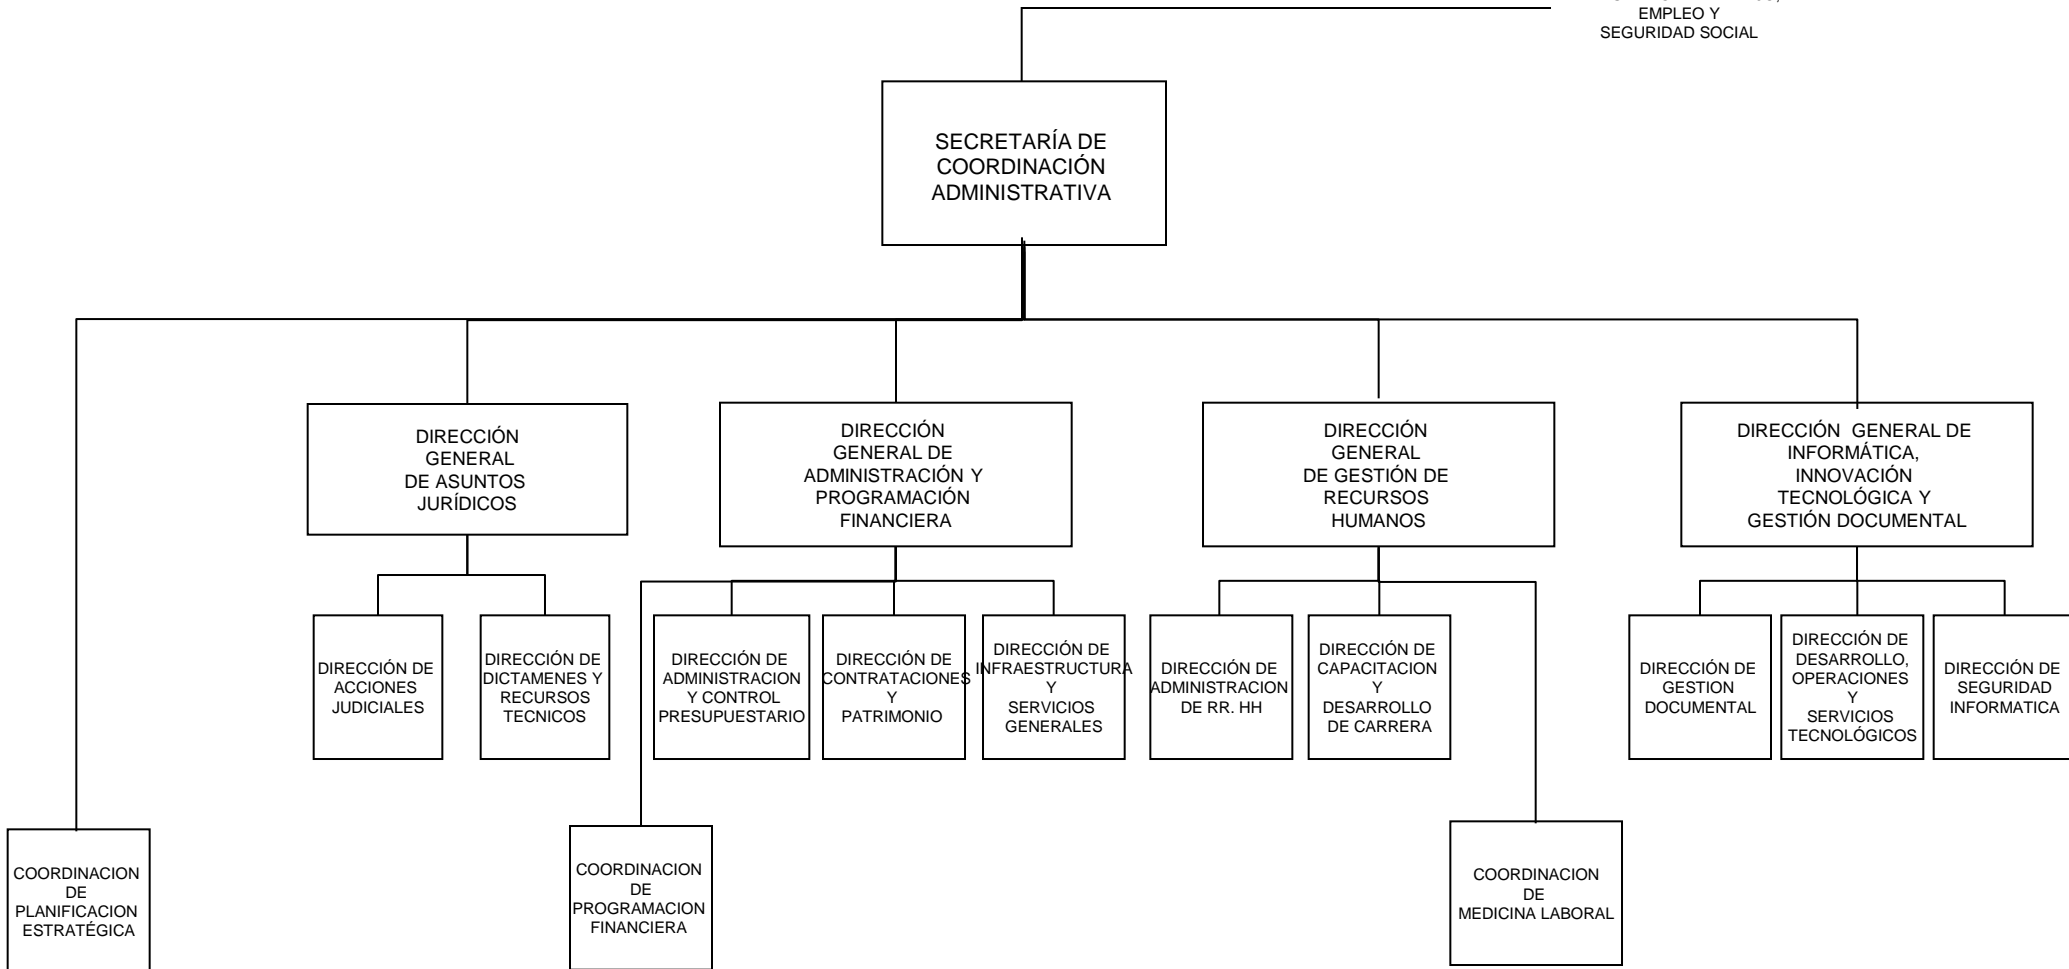 EMPLEO Y
SEGURIDAD SOCIAL
SECRETARÍA DE
COORDINACIÓN
ADMINISTRATIVA
DIRECCIÓN
GENERAL
DE ASUNTOS
JURÍDICOS
DIRECCIÓN
GENERAL DE
ADMINISTRACIÓN Y
PROGRAMACIÓN
FINANCIERA
DIRECCIÓN
GENERAL
DE GESTIÓN DE
RECURSOS
HUMANOS
DIRECCIÓN GENERAL DE
INFORMÁTICA,
INNOVACIÓN
TECNOLÓGICA Y
GESTIÓN DOCUMENTAL
DIRECCIÓN DE
ACCIONES
JUDICIALES
DIRECCIÓN DE
DICTAMENES Y
RECURSOS
TECNICOS
DIRECCIÓN DE
ADMINISTRACION
Y CONTROL
PRESUPUESTARIO
DIRECCIÓN DE
CONTRATACIONES
Y
PATRIMONIO
DIRECCIÓN DE
INFRAESTRUCTURA
Y
SERVICIOS
GENERALES
DIRECCIÓN DE
ADMINISTRACION
DE RR. HH
DIRECCIÓN DE
CAPACITACION
Y
DESARROLLO
DE CARRERA
DIRECCIÓN DE
GESTION
DOCUMENTAL
DIRECCIÓN DE
DESARROLLO,
OPERACIONES
Y
SERVICIOS
TECNOLÓGICOS
DIRECCIÓN DE
SEGURIDAD
INFORMATICA
COORDINACION
DE
PLANIFICACION
ESTRATÉGICA
COORDINACION
DE
PROGRAMACION
FINANCIERA
COORDINACION
DE
MEDICINA LABORAL